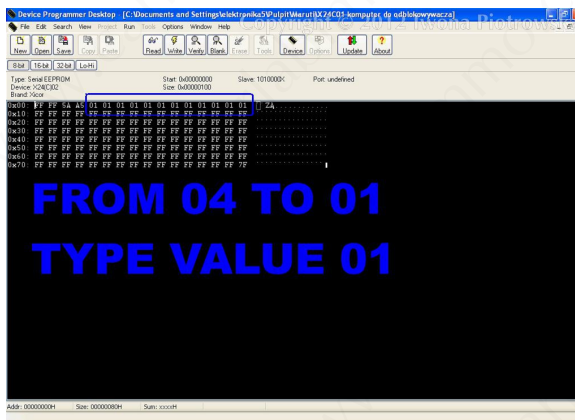 Device Programmer Desktop [C:\Documents and Settings\elektronika5\Pulpit\Maruti\X24C01-komputer do odblokowywacza]
Copyright © 2012 Iwona Piotrowska
File Edit Search View Project Run Tools Options Window Help
New Open Save Copy Paste Read Write Verify Blank Erase Tools Device Options Update About
8-bit 16-bit 32-bit Lo-Hi
Type: Serial EEPROM Start: 0x00000000 Slave: 1010000X Port: undefined
Device: X24(C)02 Size: 0x00000100
Brand: Xicor
0x00: FF FF 5A A5 01 01 01 01 01 01 01 01 01 01 01 01
0x10: FF FF FF FF FF FF FF FF FF FF FF FF FF FF FF FF
0x20: FF FF FF FF FF FF FF FF FF FF FF FF FF FF FF FF
0x30: FF FF FF FF FF FF FF FF FF FF FF FF FF FF FF FF
0x40: FF FF FF FF FF FF FF FF FF FF FF FF FF FF FF FF
0x50: FF FF FF FF FF FF FF FF FF FF FF FF FF FF FF FF
0x60: FF FF FF FF FF FF FF FF FF FF FF FF FF FF FF FF
0x70: FF FF FF FF FF FF FF FF FF FF FF FF FF FF FF 7F
FROM 04 TO 01
TYPE VALUE 01
Addr: 00000000H Size: 00000080H Sum: xxxxH